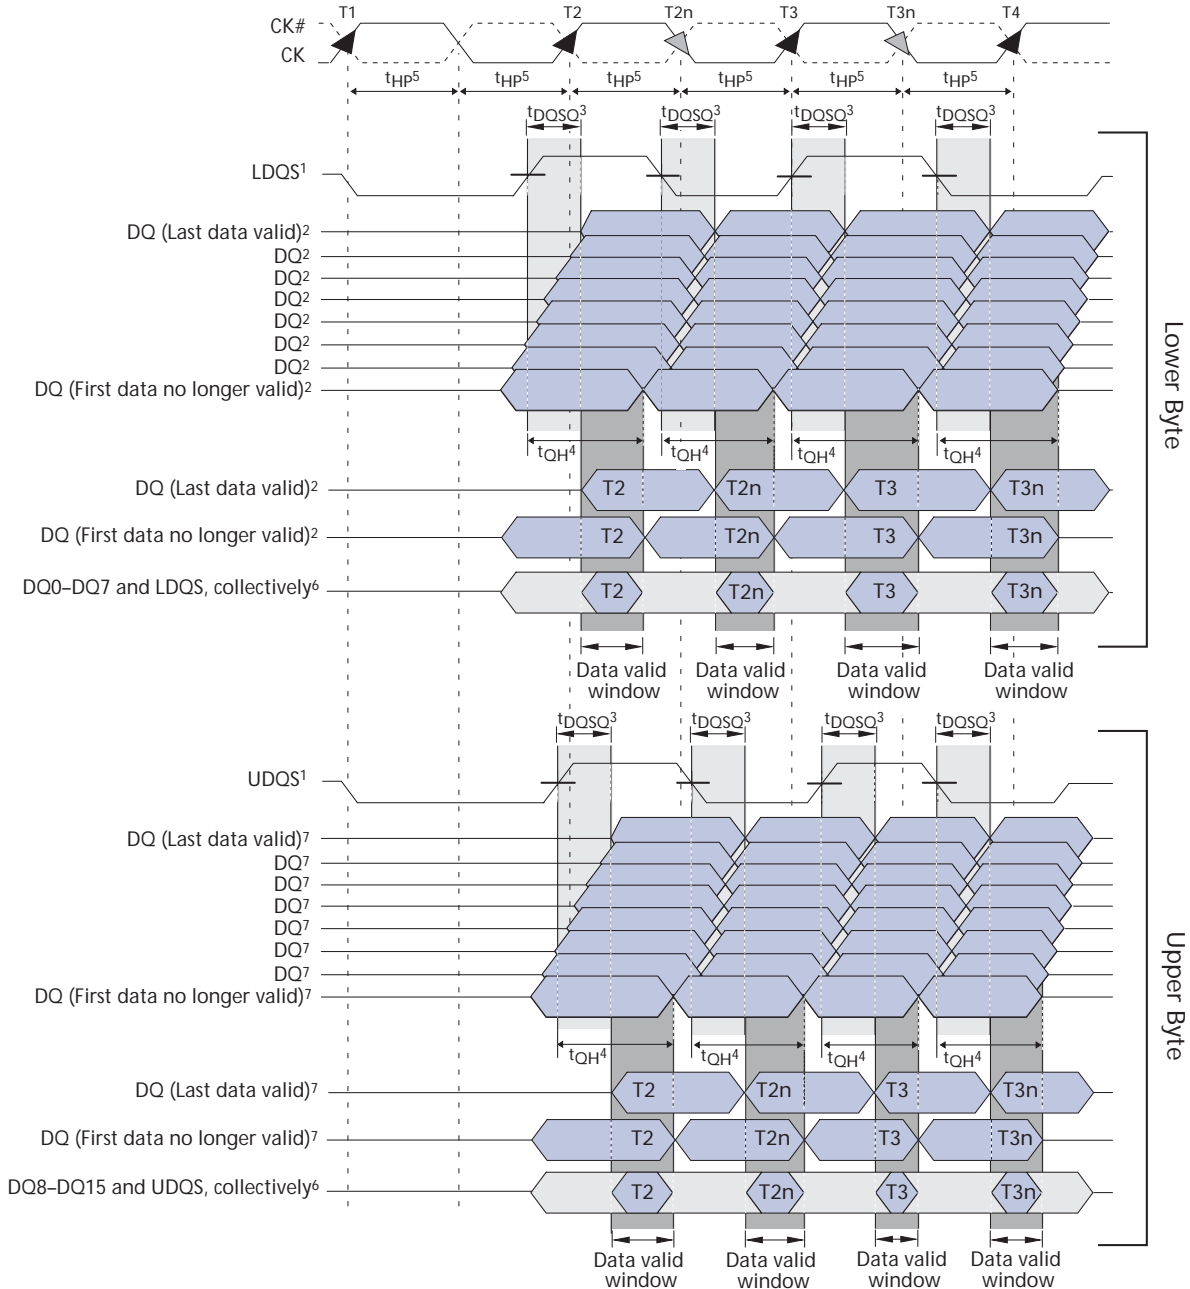 T1 T2 T2n T3 T3n T4
CK#
CK
tHP5 tHP5 tHP5 tHP5 tHP5 tHP5
tDQSQ3 tDQSQ3 tDQSQ3 tDQSQ3
LDQS1
DQ (Last data valid)2
DQ2
DQ2
DQ2
DQ2
DQ2
DQ2
DQ (First data no longer valid)2
tQH4 tQH4 tQH4 tQH4
DQ (Last data valid)2 T2 T2n T3 T3n
DQ (First data no longer valid)2 T2 T2n T3 T3n
DQ0–DQ7 and LDQS, collectively6 T2 T2n T3 T3n
Data valid window Data valid window Data valid window Data valid window
Lower Byte
tDQSQ3 tDQSQ3 tDQSQ3 tDQSQ3
UDQS1
DQ (Last data valid)7
DQ7
DQ7
DQ7
DQ7
DQ7
DQ7
DQ (First data no longer valid)7
tQH4 tQH4 tQH4 tQH4
DQ (Last data valid)7 T2 T2n T3 T3n
DQ (First data no longer valid)7 T2 T2n T3 T3n
DQ8–DQ15 and UDQS, collectively6 T2 T2n T3 T3n
Data valid window Data valid window Data valid window Data valid window
Upper Byte